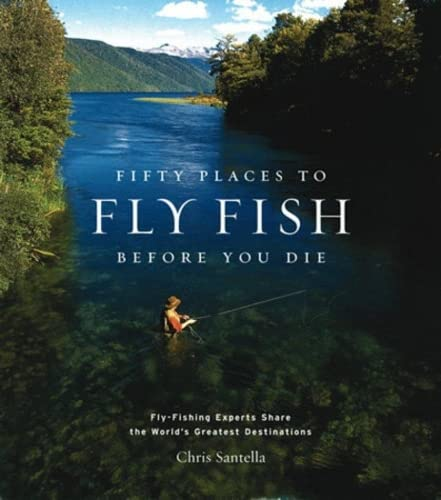 FIFTY PLACES TO
FLY FISH
BEFORE YOU DIE
Fly-Fishing Experts Share
the World's Greatest Destinations
Chris Santella